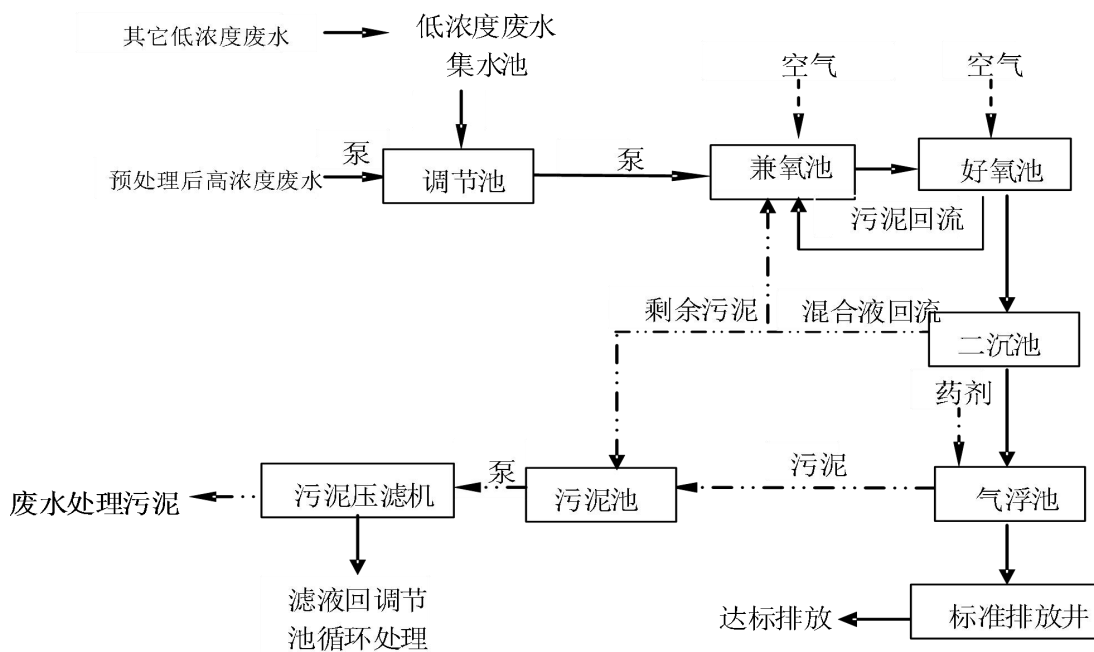 其它低浓度废水
低浓度废水
集水池
空气
空气
泵
预处理后高浓度废水
调节池
泵
兼氧池
好氧池
污泥回流
剩余污泥
混合液回流
二沉池
药剂
废水处理污泥
污泥压滤机
泵
污泥池
污泥
气浮池
滤液回调节
池循环处理
达标排放
标准排放井